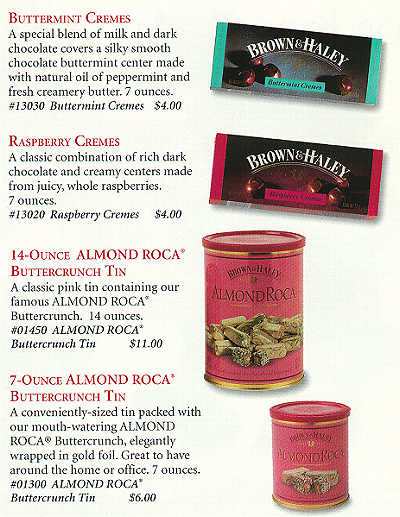 BUTTERMINT CREMES
A special blend of milk and dark
chocolate covers a silky smooth
chocolate buttermint center made
with natural oil of peppermint and
fresh creamery butter. 7 ounces.
#13030 Buttermint Cremes $4.00
BROWN & HALEY
Buttermint Cremes
RASPBERRY CREMES
A classic combination of rich dark
chocolate and creamy centers made
from juicy, whole raspberries.
7 ounces.
#13020 Raspberry Cremes $4.00
BROWN & HALEY
Raspberry Cremes
14-OUNCE ALMOND ROCA®
BUTTERCRUNCH TIN
A classic pink tin containing our
famous ALMOND ROCA®
Buttercrunch. 14 ounces.
#01450 ALMOND ROCA®
Buttercrunch Tin $11.00
BROWN & HALEY
ALMOND ROCA
7-OUNCE ALMOND ROCA®
BUTTERCRUNCH TIN
A conveniently-sized tin packed with
our mouth-watering ALMOND
ROCA® Buttercrunch, elegantly
wrapped in gold foil. Great to have
around the home or office. 7 ounces.
#01300 ALMOND ROCA®
Buttercrunch Tin $6.00
BROWN & HALEY
ALMOND ROCA